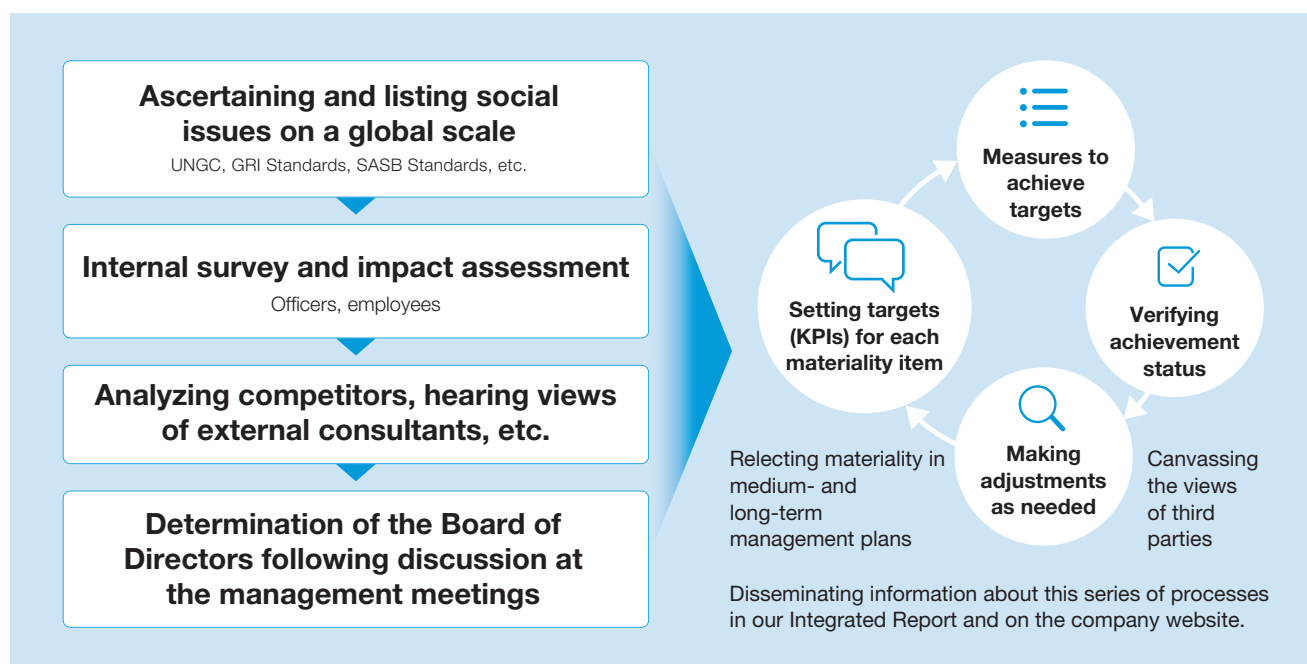 Ascertaining and listing social
issues on a global scale
UNGC, GRI Standards, SASB Standards, etc.
Internal survey and impact assessment
Officers, employees
Analyzing competitors, hearing views
of external consultants, etc.
Determination of the Board of
Directors following discussion at
the management meetings
Measures to
achieve
targets
Setting targets
(KPIs) for each
materiality item
Verifying
achievement
status
Making
adjustments
as needed
Relecting materiality in
medium- and
long-term
management plans
Canvassing
the views
of third
parties
Disseminating information about this series of processes
in our Integrated Report and on the company website.